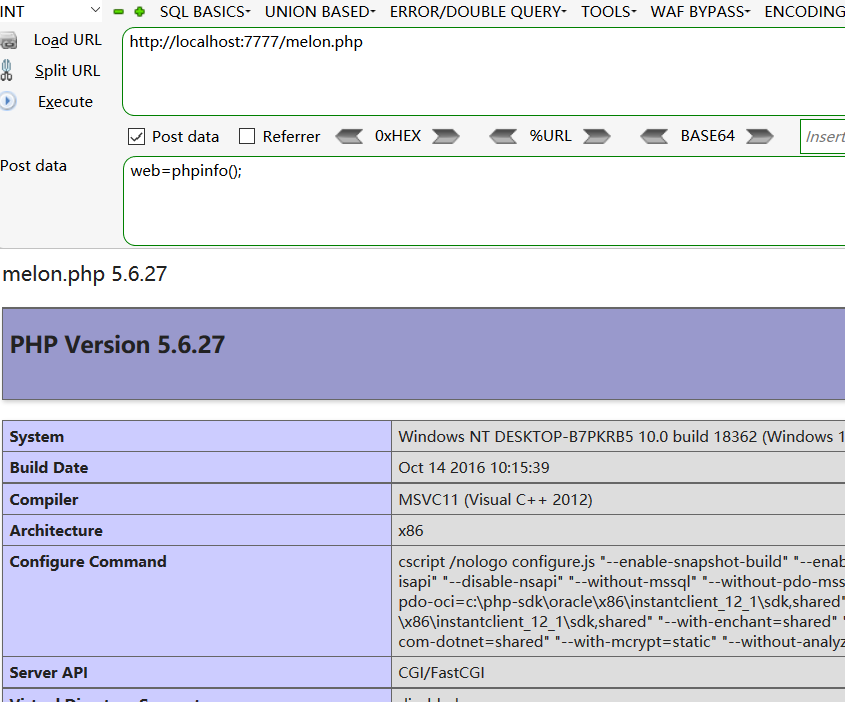 INT SQL BASICS UNION BASED ERROR/DOUBLE QUERY TOOLS WAF BYPASS ENCODING
Load URL
http://localhost:7777/melon.php
Split URL
Execute
Post data Referrer 0xHEX %URL BASE64 Insert
Post data
web=phpinfo();
melon.php 5.6.27
PHP Version 5.6.27
System Windows NT DESKTOP-B7PKRB5 10.0 build 18362 (Windows 1
Build Date Oct 14 2016 10:15:39
Compiler MSVC11 (Visual C++ 2012)
Architecture x86
Configure Command cscript /nologo configure.js "--enable-snapshot-build" "--enab
isapi" "--disable-nsapi" "--without-mssql" "--without-pdo-mss
pdo-oci=c:\php-sdk\oracle\x86\instantclient_12_1\sdk,shared"
\x86\instantclient_12_1\sdk,shared" "--with-enchant=shared" "
com-dotnet=shared" "--with-mcrypt=static" "--without-analyz
Server API CGI/FastCGI